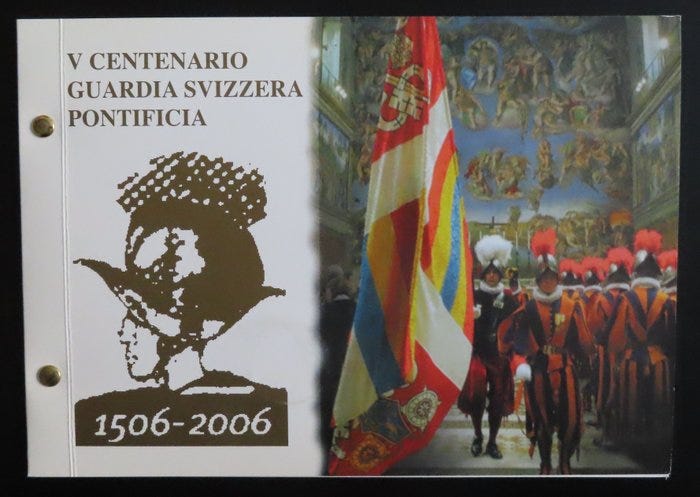 V CENTENARIO
GUARDIA SVIZZERA
PONTIFICIA
1506-2006